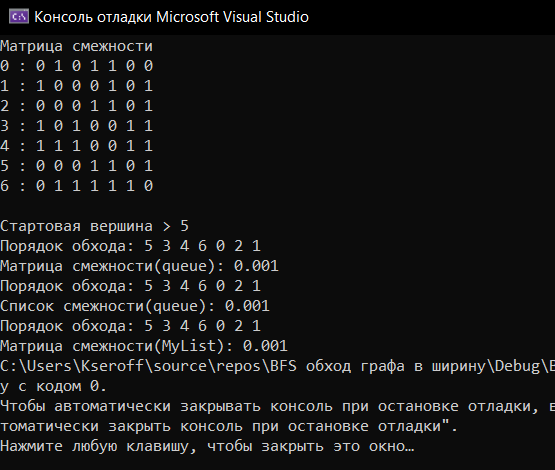 Консоль отладки Microsoft Visual Studio
Матрица смежности
0 : 0 1 0 1 1 0 0
1 : 1 0 0 0 1 0 1
2 : 0 0 0 1 1 0 1
3 : 1 0 1 0 0 1 1
4 : 1 1 1 0 0 1 1
5 : 0 0 0 1 1 0 1
6 : 0 1 1 1 1 1 0
Стартовая вершина > 5
Порядок обхода: 5 3 4 6 0 2 1
Матрица смежности(queue): 0.001
Порядок обхода: 5 3 4 6 0 2 1
Список смежности(queue): 0.001
Порядок обхода: 5 3 4 6 0 2 1
Матрица смежности(MyList): 0.001
C:\Users\Kseroff\source\repos\BFS обход графа в ширину\Debug\B
у с кодом 0.
Чтобы автоматически закрывать консоль при остановке отладки, в
томатически закрыть консоль при остановке отладки".
Нажмите любую клавишу, чтобы закрыть это окно…